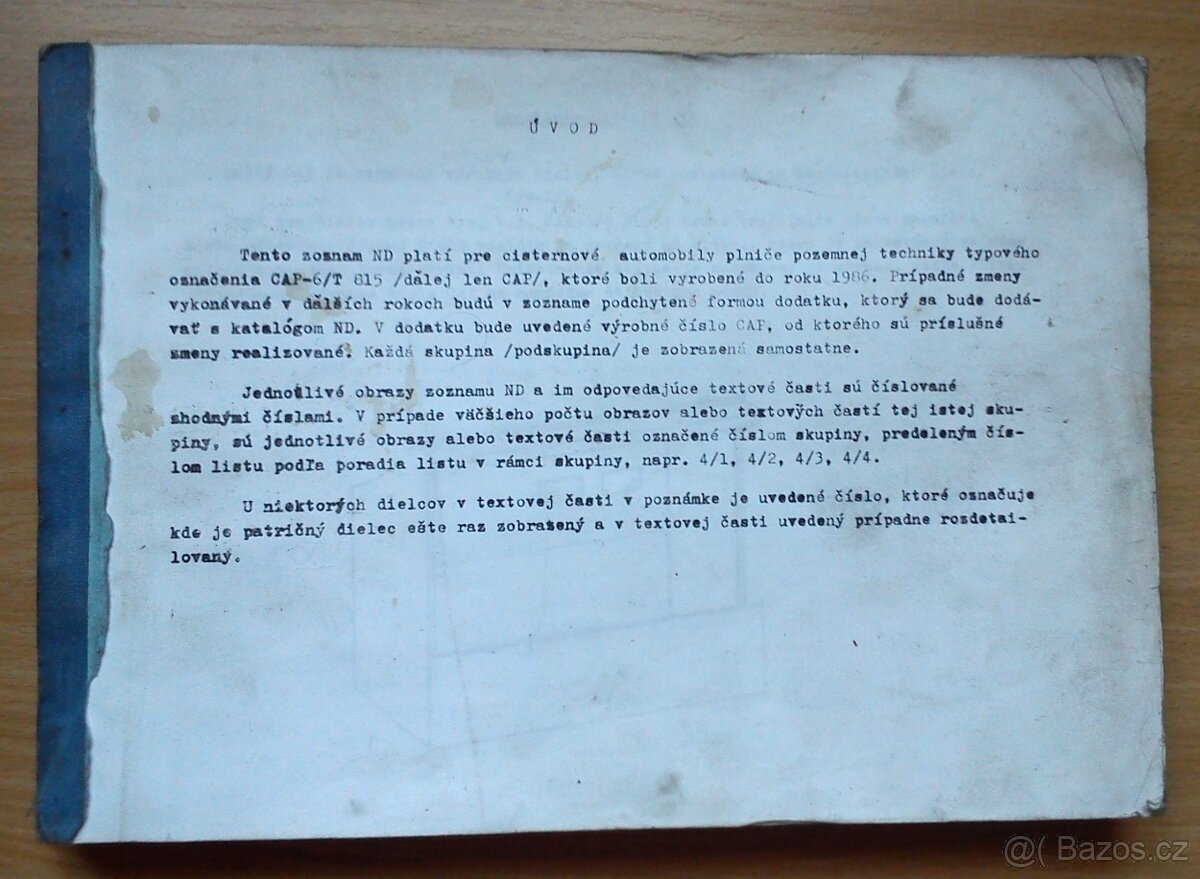 ÚVOD
Tento zoznam ND platí pre cisternové automobily plniče pozemnej techniky typového
označenia CAP-6/T 815 /dálej len CAP/, ktoré boli vyrobené do roku 1986. Prípadné zmeny
vykonávané v dălších rokoch budú v zozname podchytené formou dodatku, ktorý sa bude dodá-
vať s katalógom ND. V dodatku bude uvedené výrobné číslo CAP, od ktorého sú príslušné
zmeny realizované. Každá skupina /podskupina/ je zobrazená samostatne.
Jednotlivé obrazy zoznamu ND a im odpovedajúce textové časti sú číslované
zhodnými číslami. V prípade väčšieho počtu obrazov alebo textových častí tej istej sku-
piny, sú jednotlivé obrazy alebo textové časti označené číslom skupiny, predeleným čís-
lom listu podľa poradia listu v rámci skupiny, napr. 4/1, 4/2, 4/3, 4/4.
U niektorých dielcov v textovej časti v poznámke je uvedené číslo, ktoré označuje
kde je patričný dielec ešte raz zobrazený a v textovej časti uvedený prípadne rozdetai-
lovaný.
@( Bazos.cz